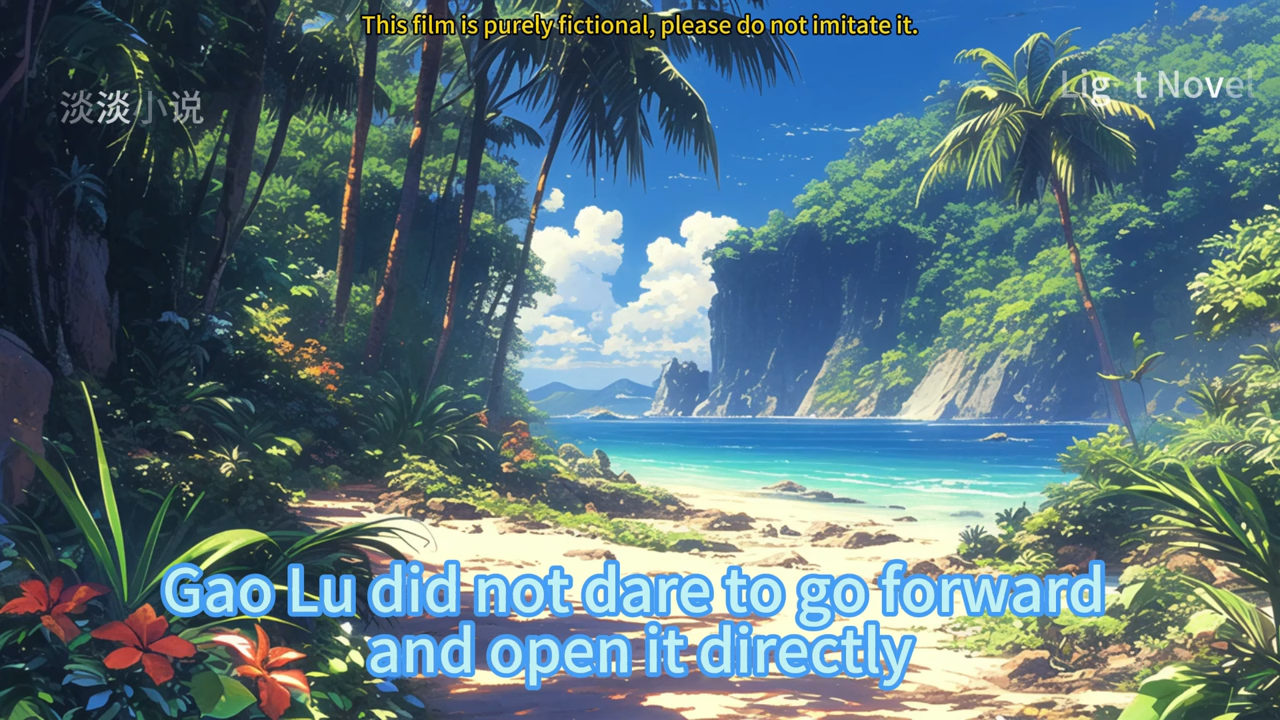 This film is purely fictional, please do not imitate it.
淡淡小说
Lig t Novel
Gao Lu did not dare to go forward
and open it directly